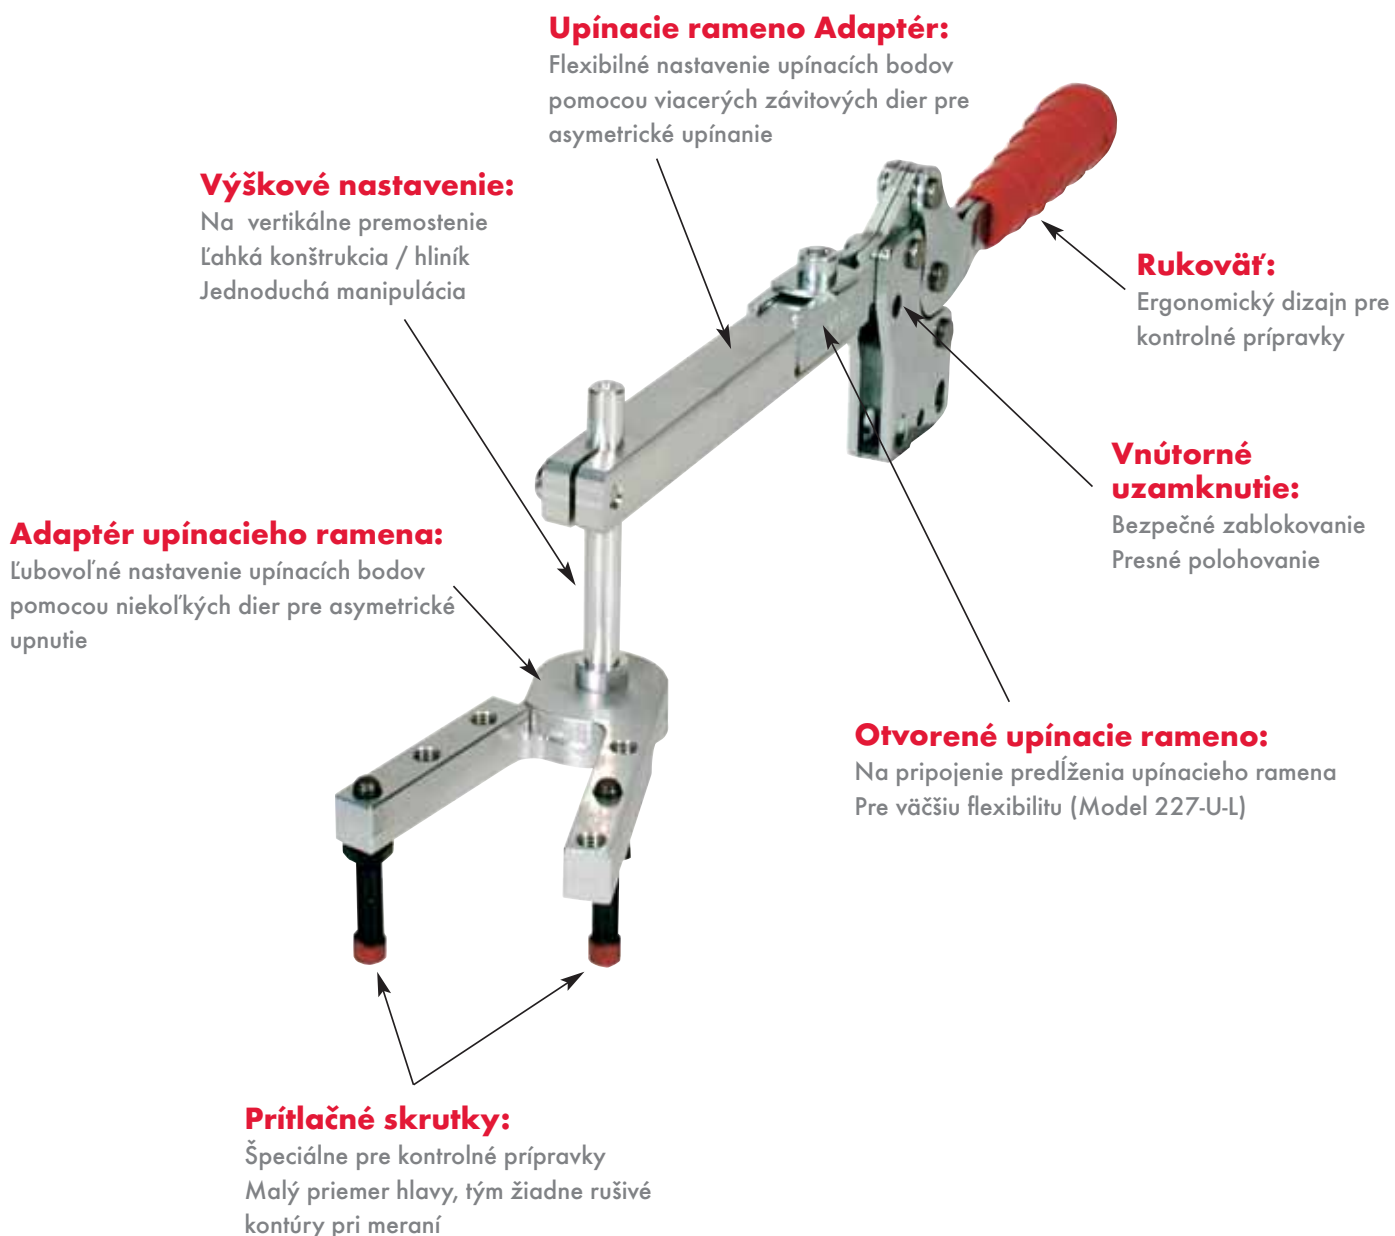 Upínacie rameno Adaptér:
Flexibilné nastavenie upínacích bodov
pomocou viacerých závitových dier pre
asymetrické upínanie
Výškové nastavenie:
Na  vertikálne premostenie
Ľahká konštrukcia / hliník
Jednoduchá manipulácia
Rukoväť:
Ergonomický dizajn pre
kontrolné prípravky
Vnútorné
uzamknutie:
Bezpečné zablokovanie
Presné polohovanie
Adaptér upínacieho ramena:
Ľubovoľné nastavenie upínacích bodov
pomocou niekoľkých dier pre asymetrické
upnutie
Otvorené upínacie rameno:
Na pripojenie predĺženia upínacieho ramena
Pre väčšiu flexibilitu (Model 227-U-L)
Prítlačné skrutky:
Špeciálne pre kontrolné prípravky
Malý priemer hlavy, tým žiadne rušivé
kontúry pri meraní